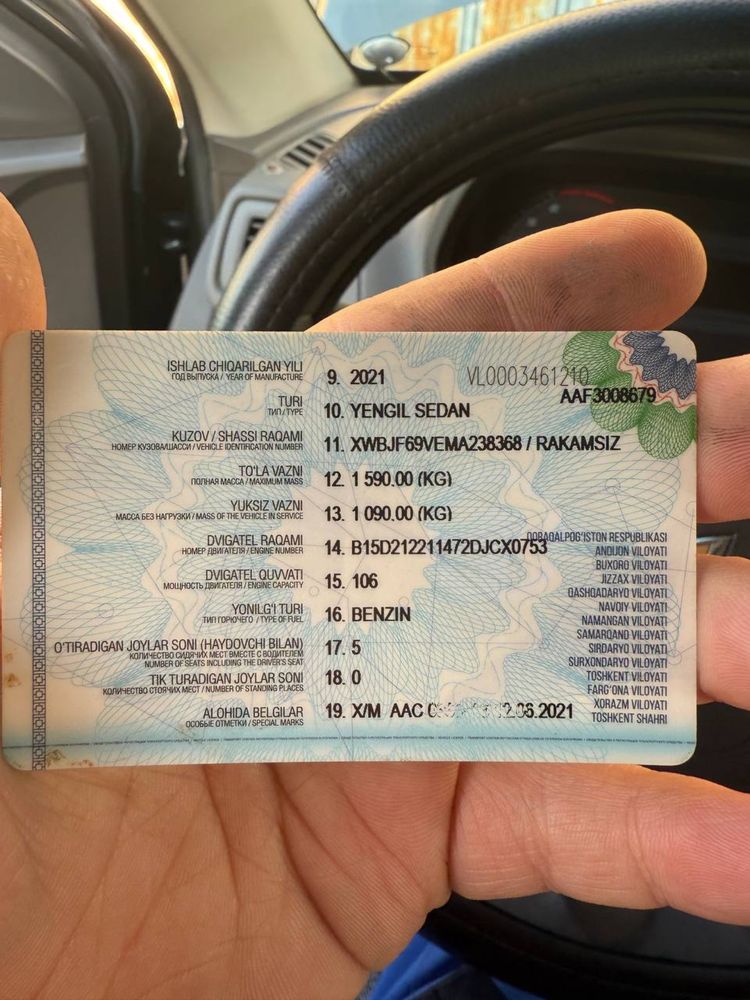 ISHLAB CHIQARILGAN YILI
ГОД ВЫПУСКА / YEAR OF MANUFACTURE
9. 2021
VL0003461210
AAF3008679
TURI
ТИП / TYPE
10. YENGIL SEDAN
KUZOV / SHASSI RAQAMI
НОМЕР КУЗОВА/ШАССИ / VEHICLE IDENTIFICATION NUMBER
11. XWBJF69VEMA238368 / RAKAMSIZ
TO'LA VAZNI
ПОЛНАЯ МАССА / MAXIMUM MASS
12. 1 590.00 (KG)
YUKSIZ VAZNI
МАССА БЕЗ НАГРУЗКИ / MASS OF THE VEHICLE IN SERVICE
13. 1 090.00 (KG)
DVIGATEL RAQAMI
НОМЕР ДВИГАТЕЛЯ / ENGINE NUMBER
14. B15D212211472DJCX0753
DVIGATEL QUVVATI
МОЩНОСТЬ ДВИГАТЕЛЯ / ENGINE CAPACITY
15. 106
YONILG'I TURI
ТИП ГОРЮЧЕГО / TYPE OF FUEL
16. BENZIN
O'TIRADIGAN JOYLAR SONI (HAYDOVCHI BILAN)
КОЛИЧЕСТВО СИДЯЧИХ МЕСТ ВМЕСТЕ С ВОДИТЕЛЕМ
NUMBER OF SEATS INCLUDING THE DRIVER'S SEAT
17. 5
TIK TURADIGAN JOYLAR SONI
КОЛИЧЕСТВО СТОЯЧИХ МЕСТ / NUMBER OF STANDING PLACES
18. 0
ALOHIDA BELGILAR
ОСОБЫЕ ОТМЕТКИ / SPECIAL MARKS
19. X/M AAC
QORAQALPOG'ISTON RESPUBLIKASI
ANDIJON VILOYATI
BUXORO VILOYATI
JIZZAX VILOYATI
QASHQADARYO VILOYATI
NAVOIY VILOYATI
NAMANGAN VILOYATI
SAMARQAND VILOYATI
SIRDARYO VILOYATI
SURXONDARYO VILOYATI
TOSHKENT VILOYATI
FARG'ONA VILOYATI
XORAZM VILOYATI
TOSHKENT SHAHRI